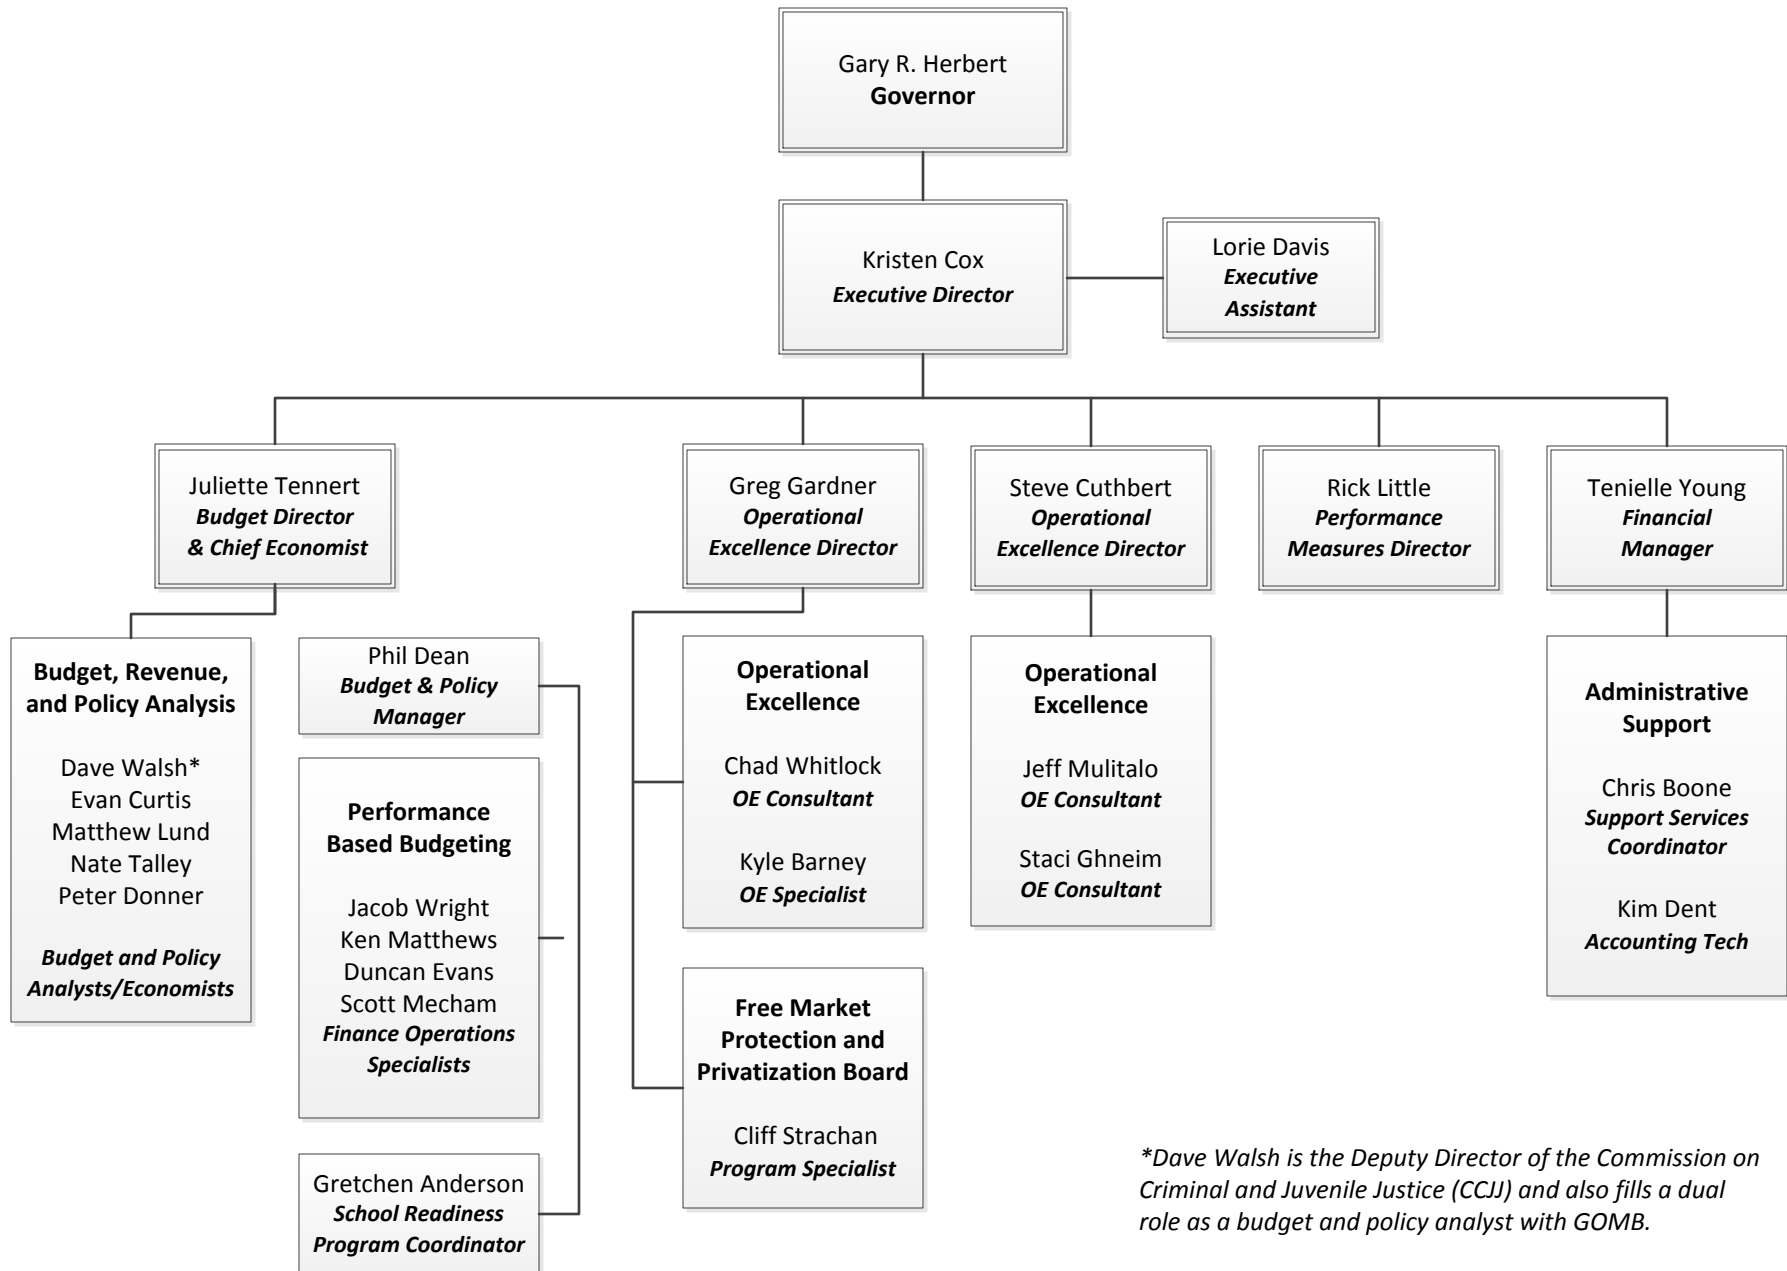 Gary R. Herbert
Governor
Kristen Cox
Executive Director
Lorie Davis
Executive
Assistant
Juliette Tennert
Budget Director
& Chief Economist
Greg Gardner
Operational
Excellence Director
Steve Cuthbert
Operational
Excellence Director
Rick Little
Performance
Measures Director
Tenielle Young
Financial
Manager
Budget, Revenue,
and Policy Analysis
Dave Walsh*
Evan Curtis
Matthew Lund
Nate Talley
Peter Donner
Budget and Policy
Analysts/Economists
Phil Dean
Budget & Policy
Manager
Performance
Based Budgeting
Jacob Wright
Ken Matthews
Duncan Evans
Scott Mecham
Finance Operations
Specialists
Gretchen Anderson
School Readiness
Program Coordinator
Operational
Excellence
Chad Whitlock
OE Consultant
Kyle Barney
OE Specialist
Free Market
Protection and
Privatization Board
Cliff Strachan
Program Specialist
Operational
Excellence
Jeff Mulitalo
OE Consultant
Staci Ghneim
OE Consultant
Administrative
Support
Chris Boone
Support Services
Coordinator
Kim Dent
Accounting Tech
*Dave Walsh is the Deputy Director of the Commission on
Criminal and Juvenile Justice (CCJJ) and also fills a dual
role as a budget and policy analyst with GOMB.